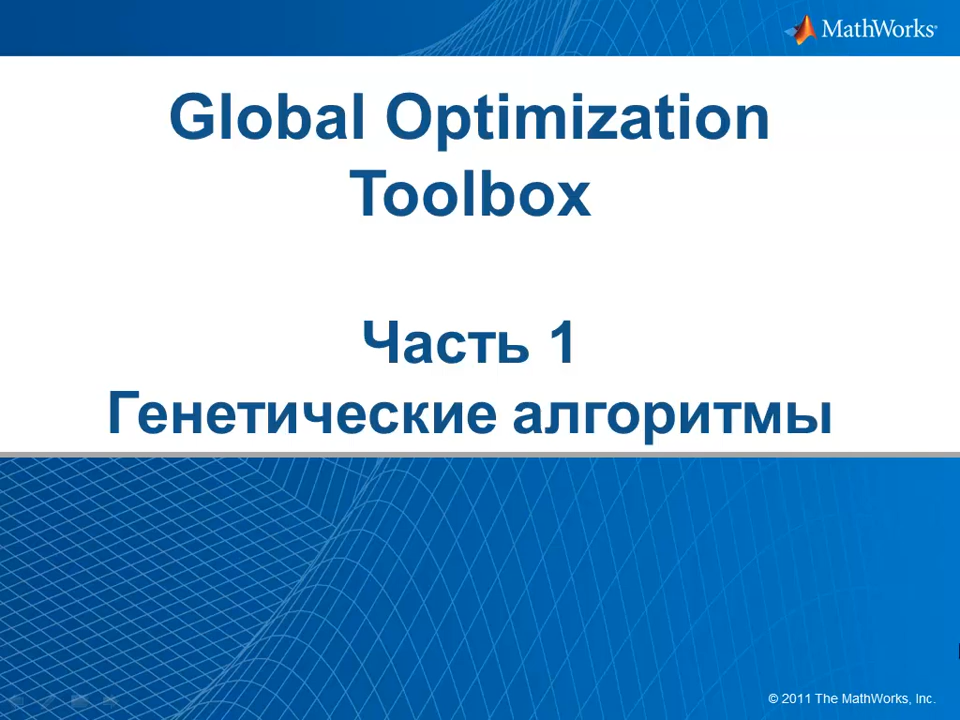 MathWorks®
Global Optimization
Toolbox
Часть 1
Генетические алгоритмы
© 2011 The MathWorks, Inc.